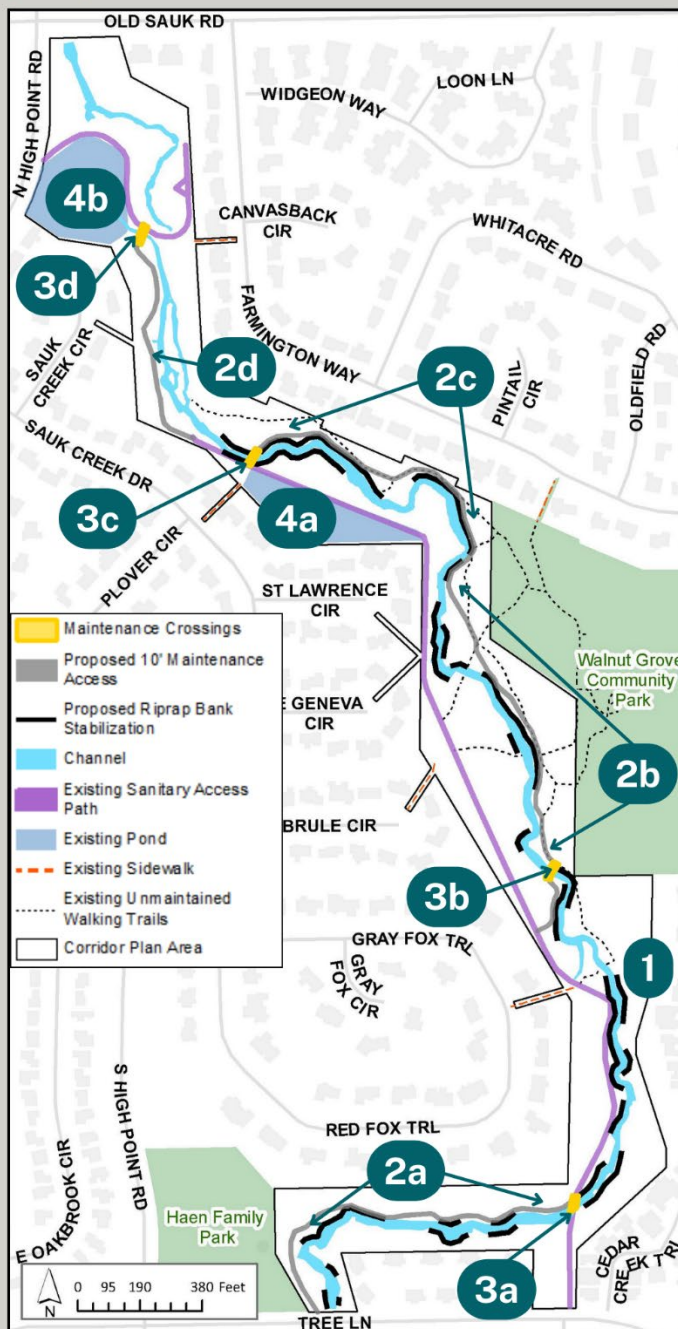 OLD SAUK RD
N HIGH POINT RD
WIDGEON WAY
LOON LN
4b
CANVASBACK
CIR
WHITACRE RD
3d
FARMINGTON WAY
SAUK
CREEK CIR
2d
2c
PINTAIL
CIR
OLDFIELD RD
SAUK CREEK DR
3c
4a
PLOVER CIR
ST LAWRENCE
CIR
Maintenance Crossings
Proposed 10' Maintenance
Access
Proposed Riprap Bank
Stabilization
Channel
Existing Sanitary Access
Path
Existing Pond
Existing Sidewalk
Existing Unmaintained
Walking Trails
Corridor Plan Area
E GENEVA
CIR
Walnut Grove
Community
Park
2b
BRULE CIR
3b
GRAY FOX TRL
GRAY
FOX CIR
1
S HIGH POINT RD
RED FOX TRL
2a
Haen Family
Park
E OAKBROOK CIR
CEDAR
CREEK TRL
3a
N
0 95 190 380 Feet
TREE LN